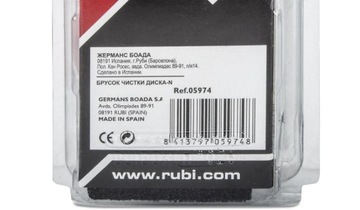 ЖЕРМАНС БОАДА
08191 Испания, г.Руби (Барселона),
Пол. Кан Росес, авда. Олимпиадес 89-91, п/я14.
Сделано в Испании.
БРУСОК ЧИСТКИ ДИСКА-N
Ref.05974
GERMANS BOADA S.A
Avda. Olimpiades 89-91
08191 RUBI (SPAIN)
MADE IN SPAIN
8 413797 059748
www.rubi.com